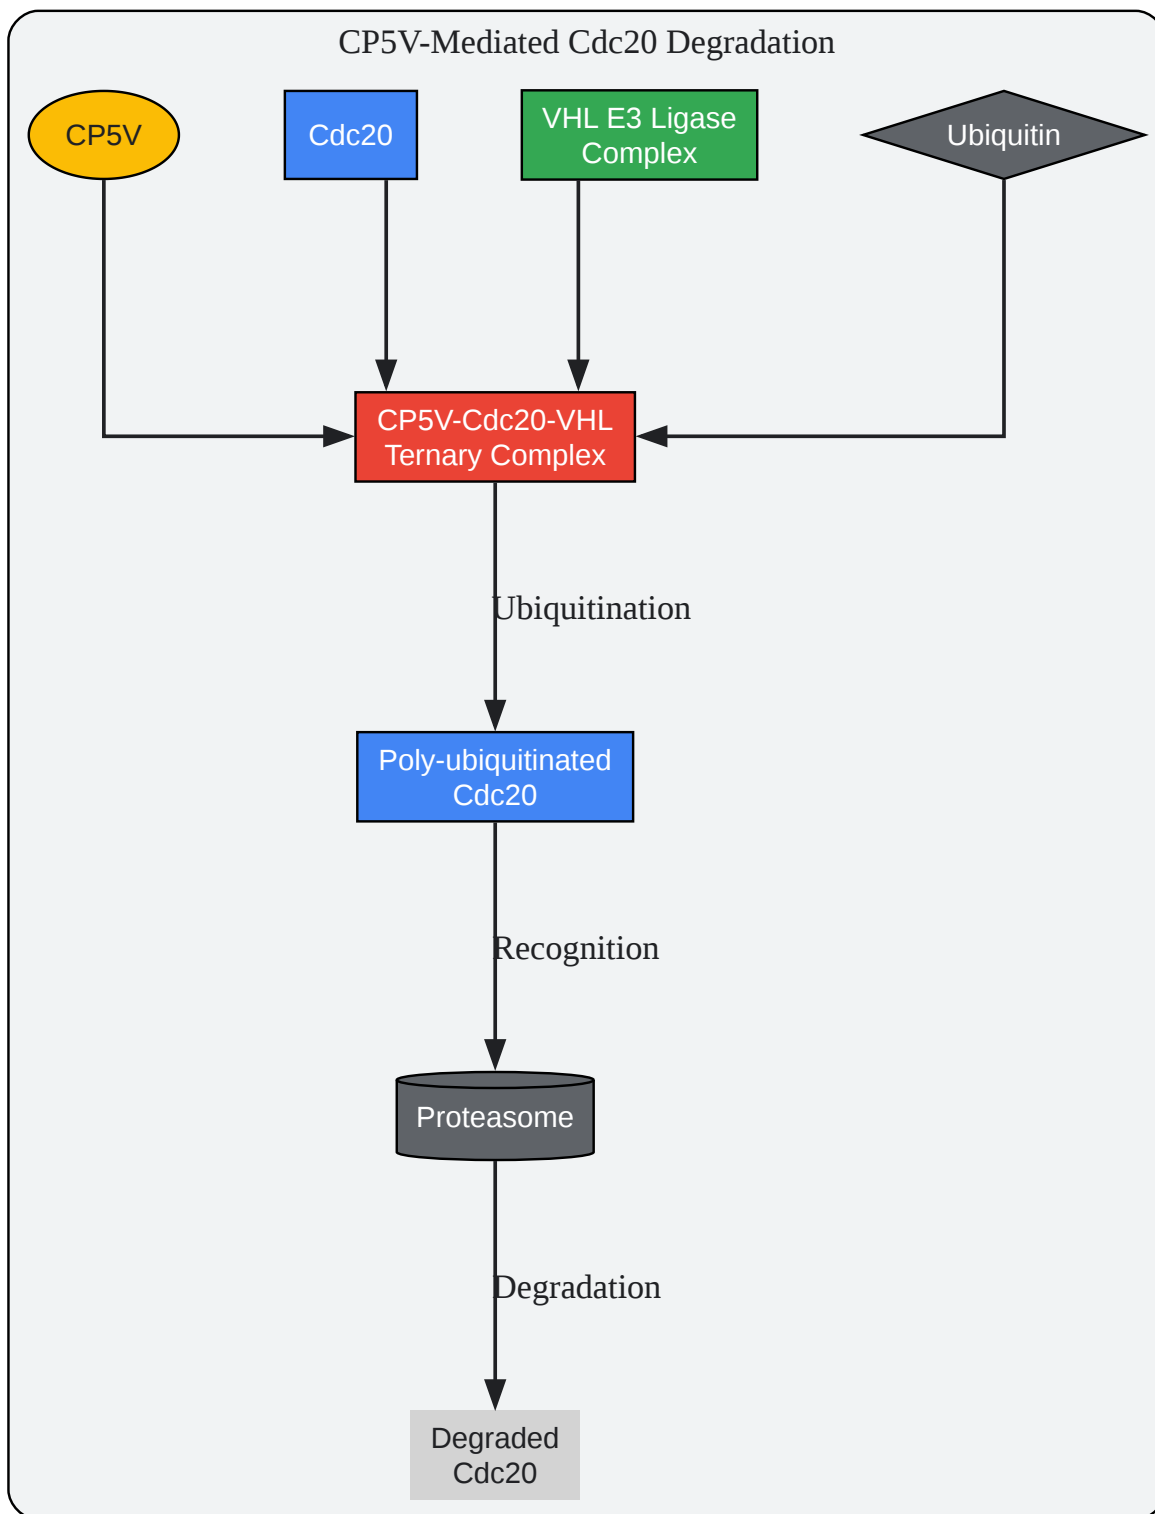 CP5V-Mediated Cdc20 Degradation
CP5V
Cdc20
VHL E3 Ligase
Complex
Ubiquitin
CP5V-Cdc20-VHL
Ternary Complex
Ubiquitination
Poly-ubiquitinated
Cdc20
Recognition
Proteasome
Degradation
Degraded
Cdc20